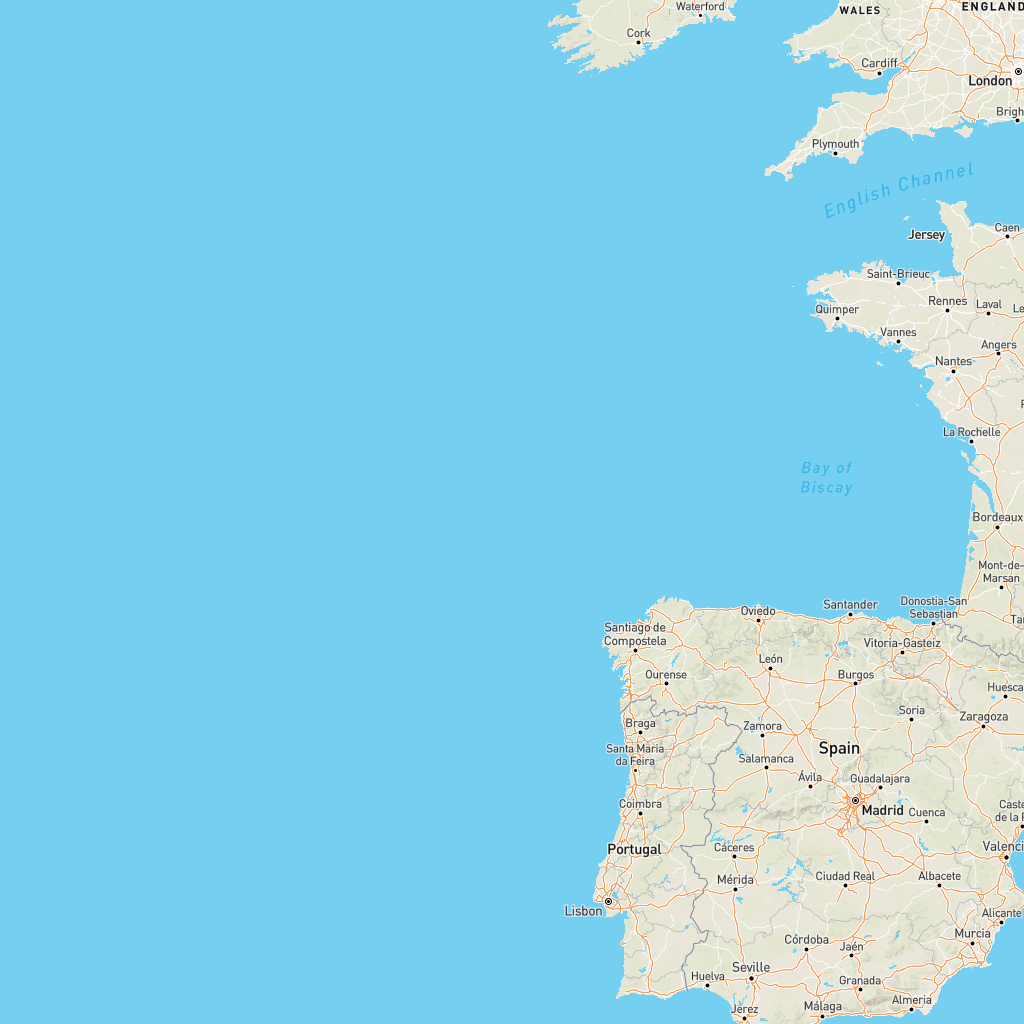 Waterford
WALES
ENGLAND
Cork
Cardiff
London
Brigh
Plymouth
English Channel
Jersey
Caen
Saint-Brieuc
Quimper
Rennes
Laval
Le
Vannes
Angers
Nantes
La Rochelle
Bay of
Biscay
Bordeaux
Mont-de-
Marsan
Donostia-San
Sebastian
Santander
Oviedo
Ta
Santiago de
Compostela
Vitoria-Gasteiz
León
Ourense
Burgos
Huesca
Soria
Zaragoza
Braga
Zamora
Spain
Santa Maria
da Feira
Salamanca
Ávila
Guadalajara
Coimbra
Madrid
Cuenca
Caste
de la P
Portugal
Cáceres
Valenci
Mérida
Ciudad Real
Albacete
Lisbon
Alicante
Murcia
Córdoba
Jaén
Seville
Huelva
Granada
Almeria
Jerez
Málaga